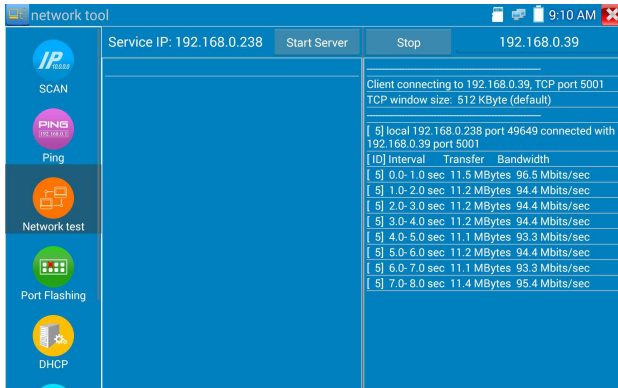 network tool
9:10 AM
Service IP: 192.168.0.238
Start Server
Stop
192.168.0.39
IP
10.0.0.0
SCAN
PING
192.168.0.1
Ping
Network test
Port Flashing
DHCP
Client connecting to 192.168.0.39, TCP port 5001
TCP window size: 512 KByte (default)
[ 5] local 192.168.0.238 port 49649 connected with
192.168.0.39 port 5001
[ID] Interval Transfer Bandwidth
[ 5] 0.0- 1.0 sec 11.5 MBytes 96.5 Mbits/sec
[ 5] 1.0- 2.0 sec 11.2 MBytes 94.4 Mbits/sec
[ 5] 2.0- 3.0 sec 11.2 MBytes 94.4 Mbits/sec
[ 5] 3.0- 4.0 sec 11.2 MBytes 94.4 Mbits/sec
[ 5] 4.0- 5.0 sec 11.1 MBytes 93.3 Mbits/sec
[ 5] 5.0- 6.0 sec 11.2 MBytes 94.4 Mbits/sec
[ 5] 6.0- 7.0 sec 11.1 MBytes 93.3 Mbits/sec
[ 5] 7.0- 8.0 sec 11.4 MBytes 95.4 Mbits/sec